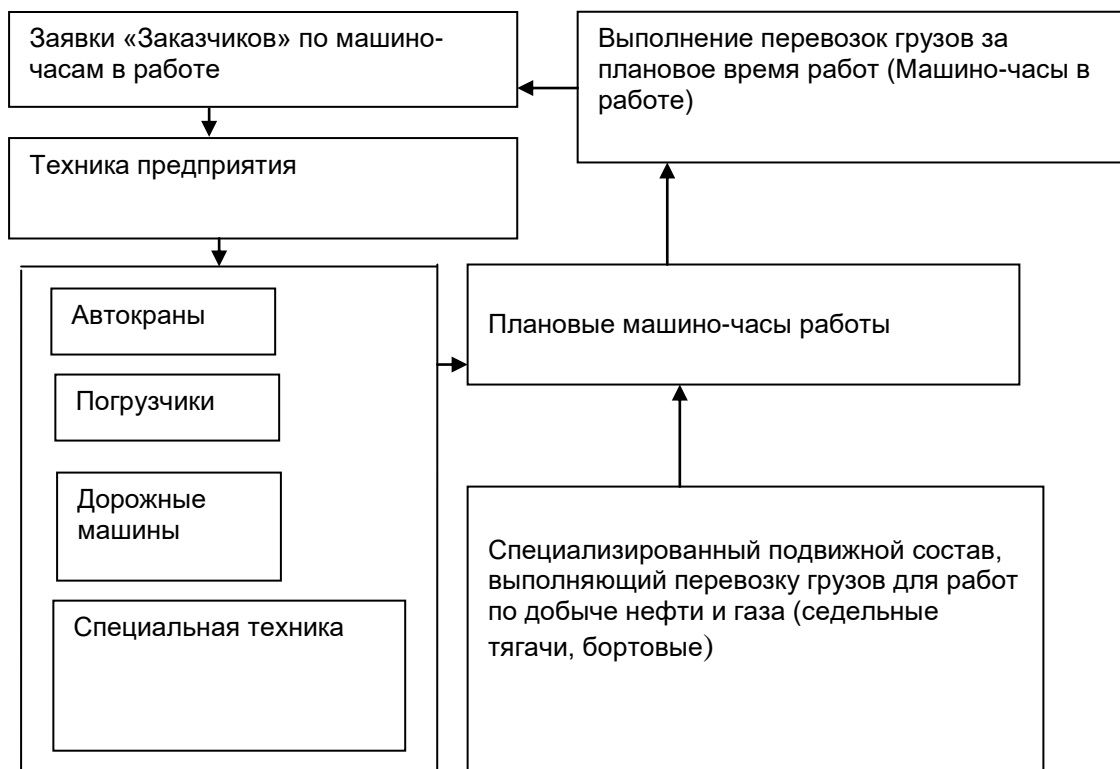 Заявки «Заказчиков» по машино-
часам в работе
Выполнение перевозок грузов за
плановое время работ (Машино-часы в
работе)
Техника предприятия
Автокраны
Погрузчики
Дорожные
машины
Специальная техника
Плановые машино-часы работы
Специализированный подвижной состав,
выполняющий перевозку грузов для работ
по добыче нефти и газа (седельные
тягачи, бортовые)